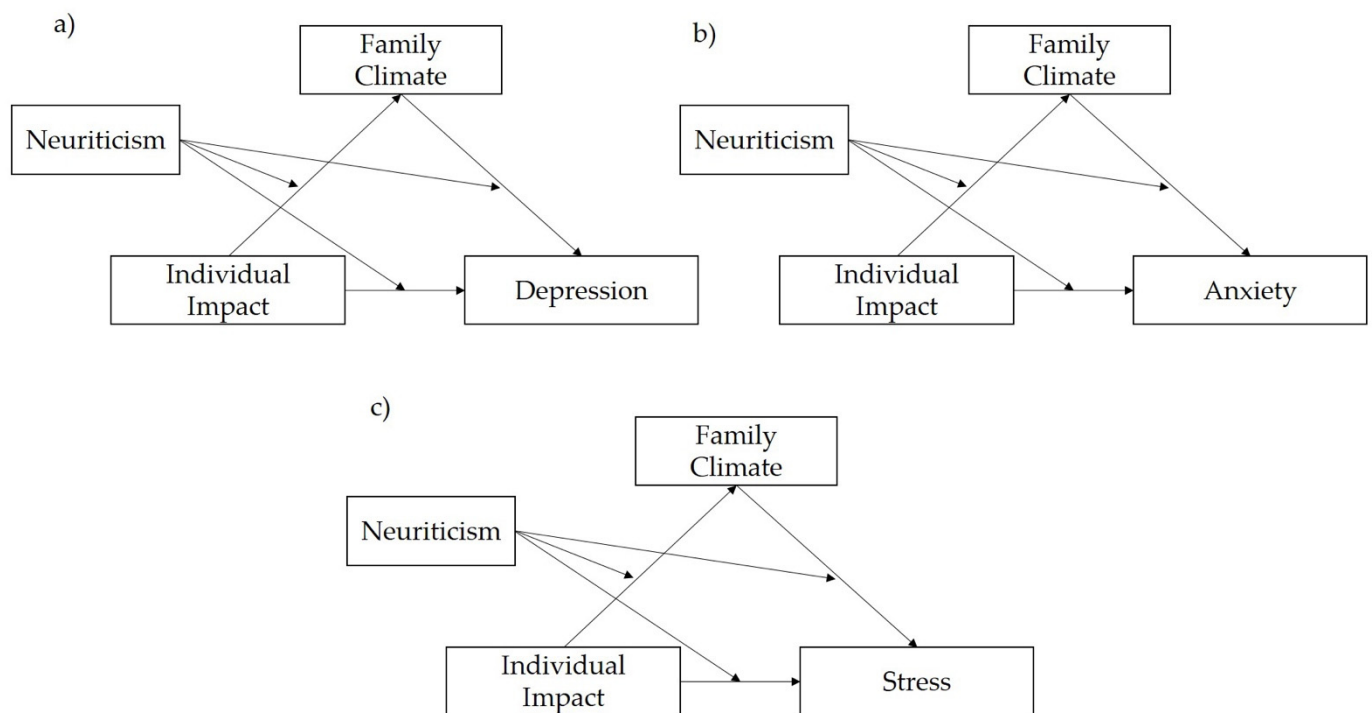 a)
Family
Climate
Neuriticism
Individual
Impact
Depression
b)
Family
Climate
Neuriticism
Individual
Impact
Anxiety
c)
Family
Climate
Neuriticism
Individual
Impact
Stress